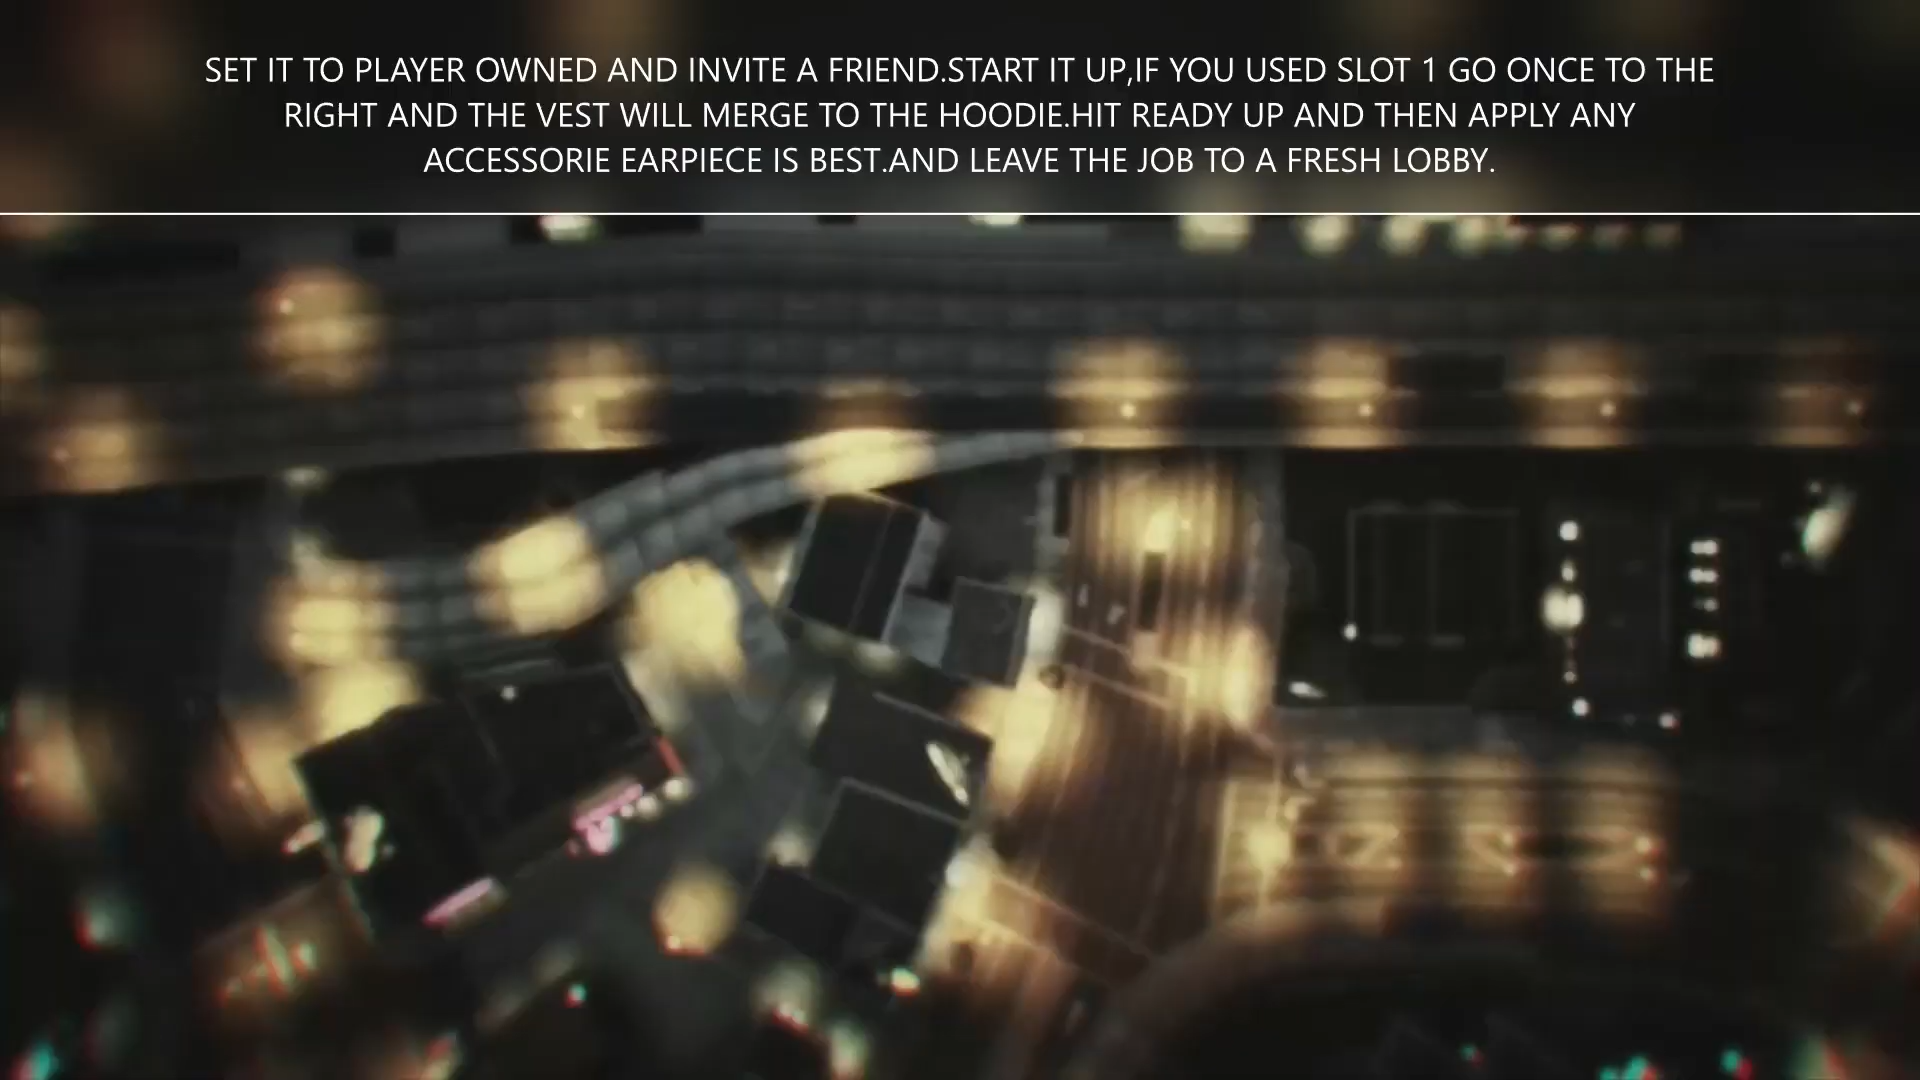 SET IT TO PLAYER OWNED AND INVITE A FRIEND.START IT UP,IF YOU USED SLOT 1 GO ONCE TO THE
RIGHT AND THE VEST WILL MERGE TO THE HOODIE.HIT READY UP AND THEN APPLY ANY
ACCESSORIE EARPIECE IS BEST.AND LEAVE THE JOB TO A FRESH LOBBY.